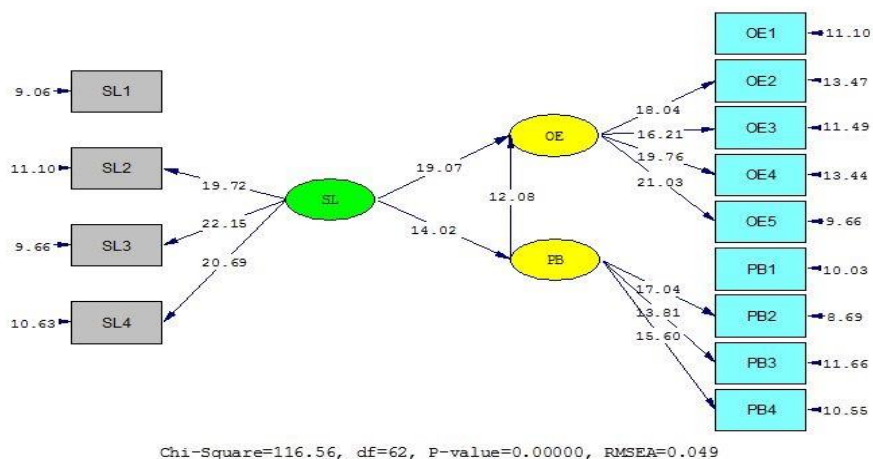 OE1
11.10
OE2
13.47
18.04
9.06
SL1
OE
16.21
OE3
11.49
19.76
OE4
13.44
11.10
SL2
19.07
21.03
19.72
SL
12.08
OE5
9.66
22.15
14.02
9.66
SL3
20.69
PB
PB1
10.03
17.04
10.63
SL4
13.81
PB2
8.69
15.60
PB3
11.66
PB4
10.55
Chi-Square=116.56, df=62, P-value=0.00000, RMSEA=0.049